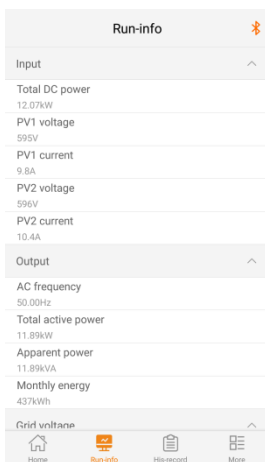 Run-info
Input
Total DC power
12.07kW
PV1 voltage
595V
PV1 current
9.8A
PV2 voltage
596V
PV2 current
10.4A
Output
AC frequency
50.00Hz
Total active power
11.89kW
Apparent power
11.89kVA
Monthly energy
437kWh
Grid voltage
Home Run-info His-record More